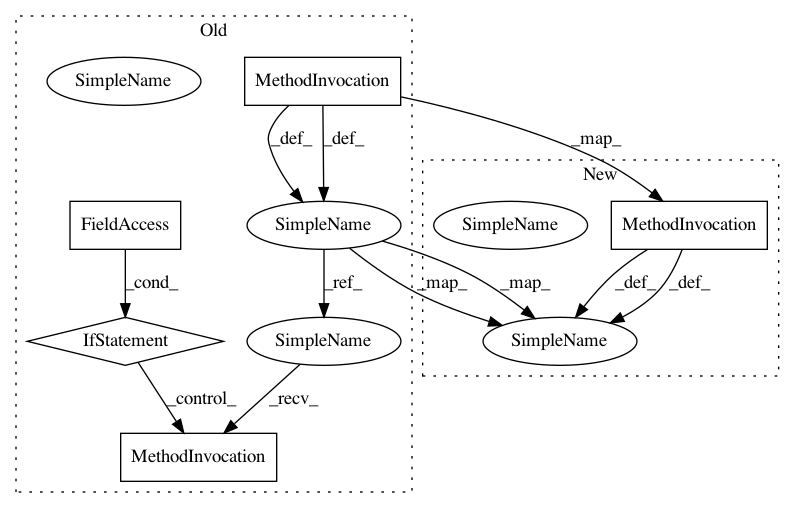 Old
SimpleName
MethodInvocation
_def_
_def_
_map_
New
FieldAccess
SimpleName
SimpleName
MethodInvocation
_cond_
_ref_
_map_
_map_
_def_
_def_
IfStatement
SimpleName
SimpleName
_control_
_recv_
MethodInvocation